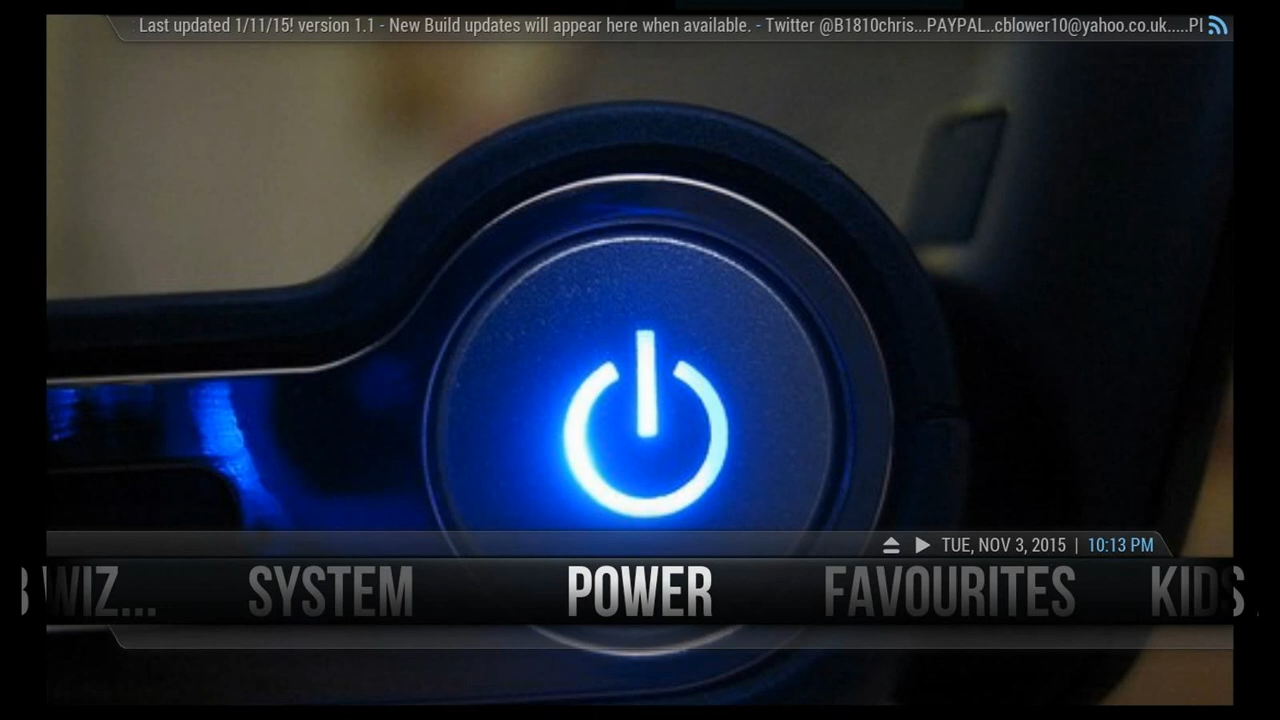 Last updated 1/11/15! version 1.1 - New Build updates will appear here when available. - Twitter @B1810chris...PAYPAL..cblower10@yahoo.co.uk.....PI
TUE, NOV 3, 2015 | 10:13 PM
B WIZ... SYSTEM POWER FAVOURITES KIDS